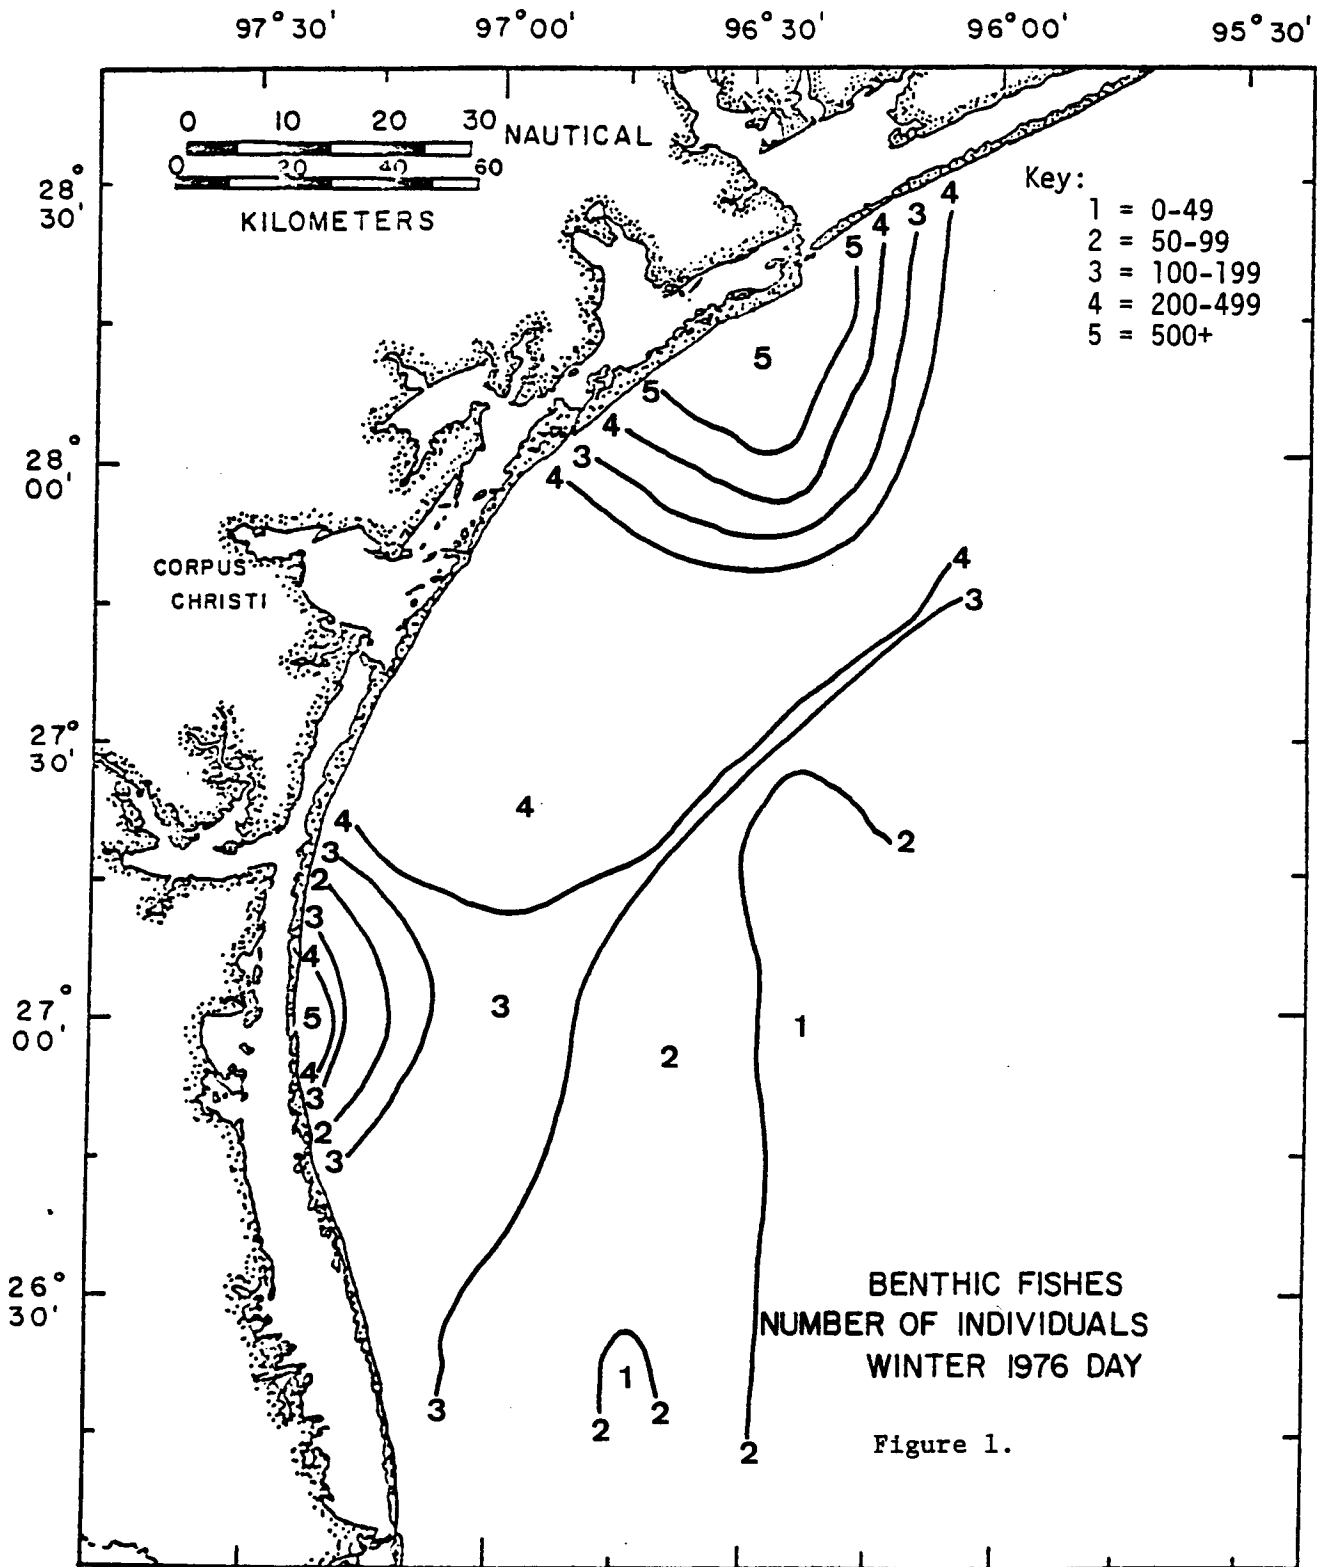 97°30' 97°00' 96°30' 96°00' 95°30'
0 10 20 30 NAUTICAL
0 20 40 60
KILOMETERS
Key:
1 = 0-49
2 = 50-99
3 = 100-199
4 = 200-499
5 = 500+
28°
30'
4
3
4
5
5
5
4
3
4
28°
00'
CORPUS
CHRISTI
4
3
27°
30'
4
4
3
2
2
3
4
27°
00'
5
3
1
2
4
3
2
3
26°
30'
BENTHIC FISHES
NUMBER OF INDIVIDUALS
WINTER 1976 DAY
1
3
2
2
2
Figure 1.